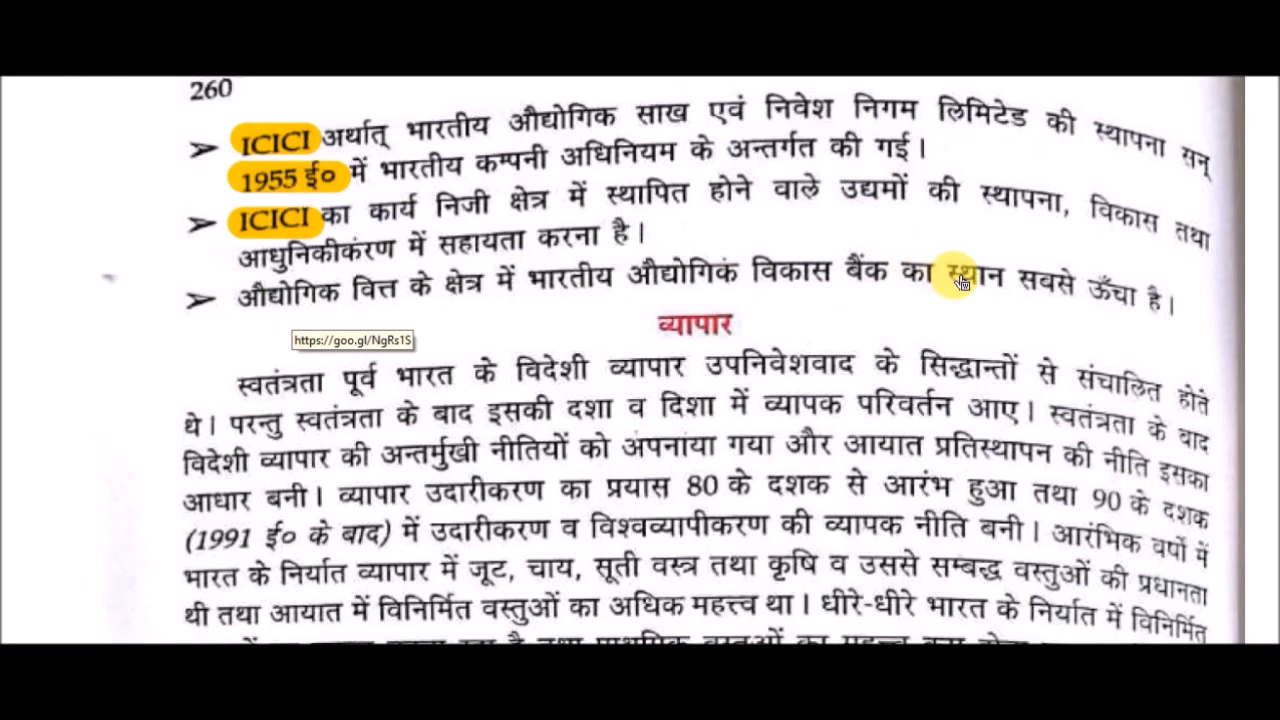 260
➤ ICICI अर्थात् भारतीय औद्योगिक साख एवं निवेश निगम लिमिटेड की स्थापना सन्
1955 ई० में भारतीय कम्पनी अधिनियम के अन्तर्गत की गई।
➤ ICICI का कार्य निजी क्षेत्र में स्थापित होने वाले उद्यमों की स्थापना, विकास तथा
आधुनिकीकरण में सहायता करना है।
➤ औद्योगिक वित्त के क्षेत्र में भारतीय औद्योगिक विकास बैंक का स्थान सबसे ऊँचा है।
व्यापार
https://goo.gl/NgRs1S
स्वतंत्रता पूर्व भारत के विदेशी व्यापार उपनिवेशवाद के सिद्धान्तों से संचालित होते
थे। परन्तु स्वतंत्रता के बाद इसकी दशा व दिशा में व्यापक परिवर्तन आए। स्वतंत्रता के बाद
विदेशी व्यापार की अन्तर्मुखी नीतियों को अपनाया गया और आयात प्रतिस्थापन की नीति इसका
आधार बनी। व्यापार उदारीकरण का प्रयास 80 के दशक से आरंभ हुआ तथा 90 के दशक
(1991 ई० के बाद) में उदारीकरण व विश्वव्यापीकरण की व्यापक नीति बनी। आरंभिक वर्षो में
भारत के निर्यात व्यापार में जूट, चाय, सूती वस्त्र तथा कृषि व उससे सम्बद्ध वस्तुओं की प्रधानता
थी तथा आयात में विनिर्मित वस्तुओं का अधिक महत्त्व था। धीरे-धीरे भारत के निर्यात में विनिर्मित